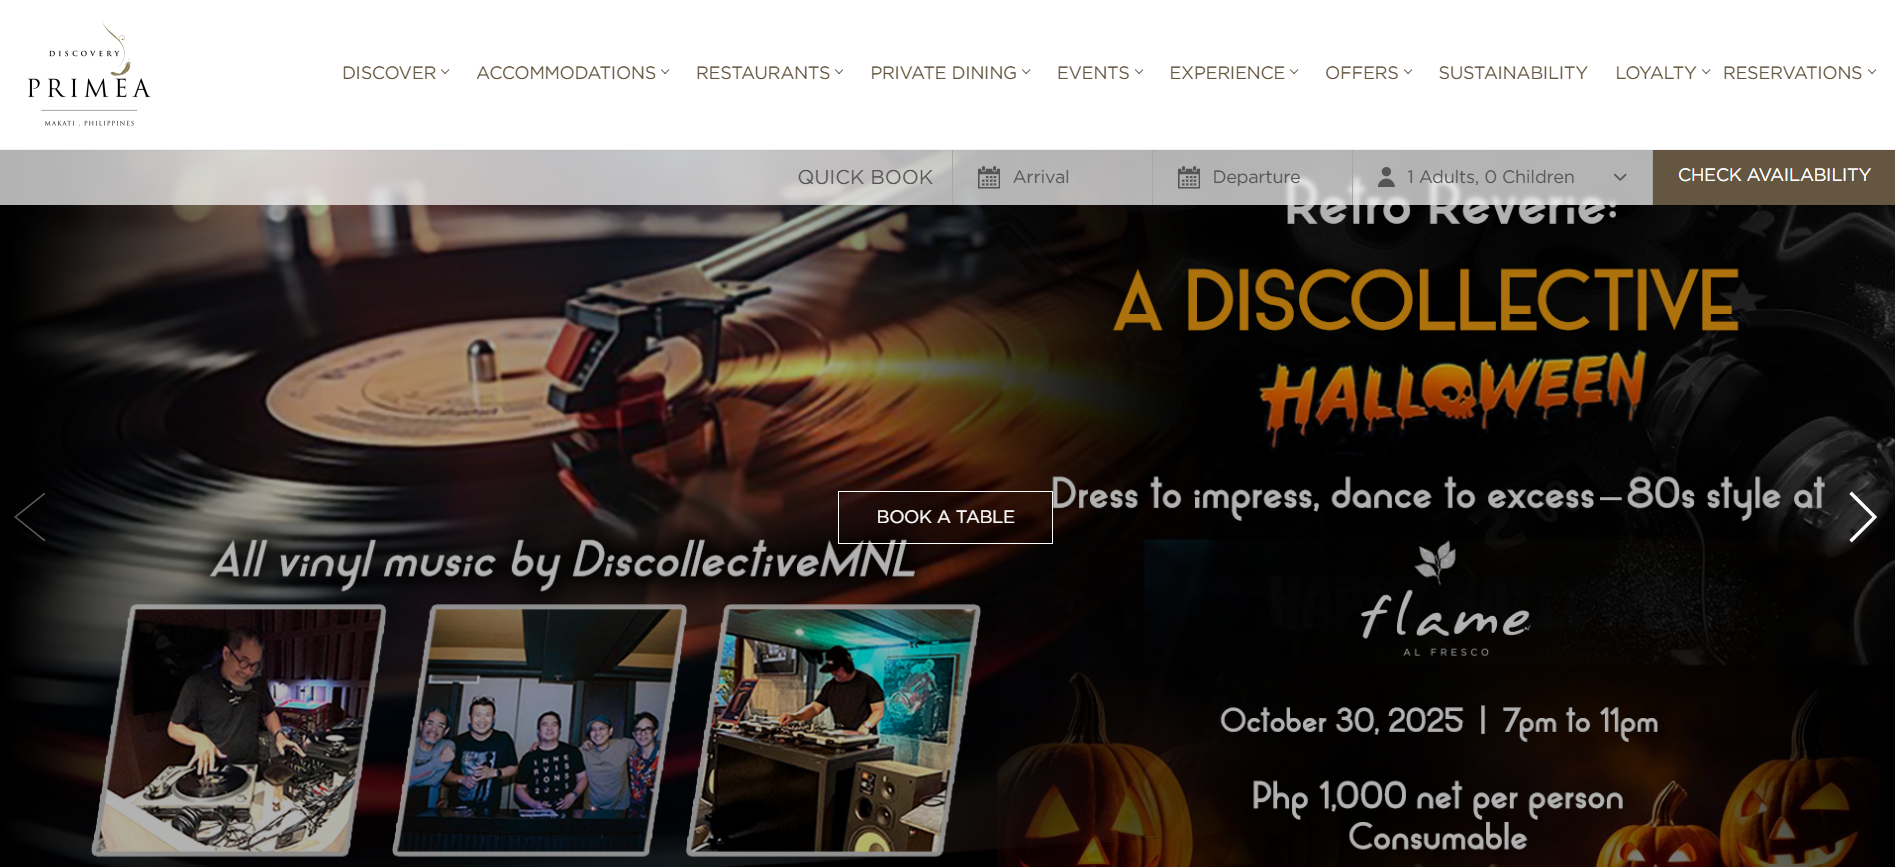 DISCOVERY
PRIMEA
MAKATI . PHILIPPINES
DISCOVER
ACCOMMODATIONS
RESTAURANTS
PRIVATE DINING
EVENTS
EXPERIENCE
OFFERS
SUSTAINABILITY
LOYALTY
RESERVATIONS
QUICK BOOK
Arrival
Departure
1 Adults, 0 Children
CHECK AVAILABILITY
Retro Reverie:
A DISCOLLECTIVE
HALLOWEEN
Dress to impress, dance to excess–80s style at
BOOK A TABLE
All vinyl music by DiscollectiveMNL
flame
AL FRESCO
October 30, 2025 | 7pm to 11pm
Php 1,000 net per person
Consumable